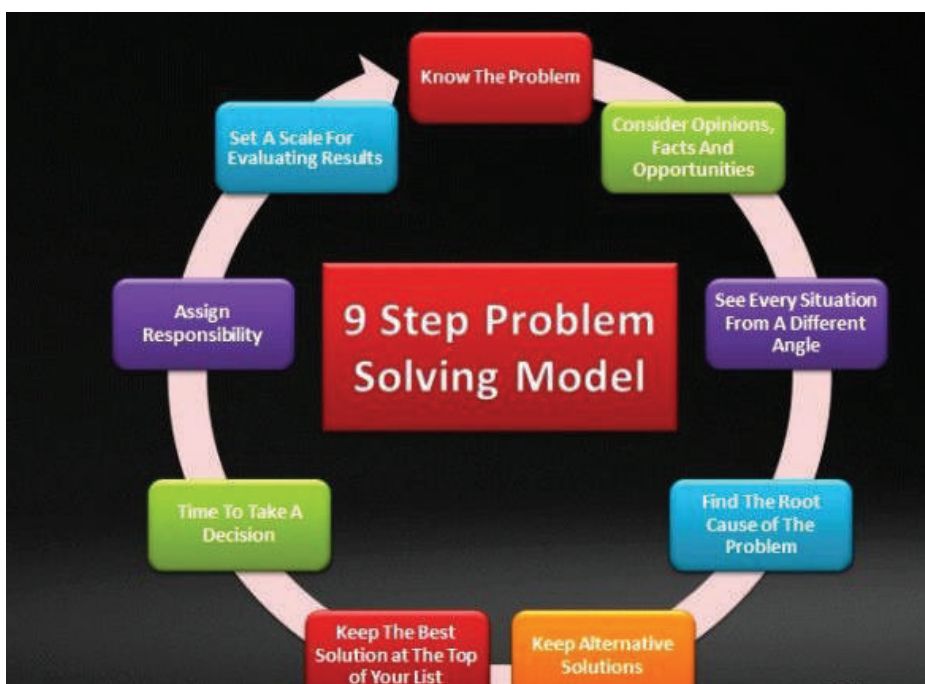 Know The Problem
Consider Opinions,
Facts And
Opportunities
See Every Situation
From A Different
Angle
Find The Root
Cause of The
Problem
Keep Alternative
Solutions
Keep The Best
Solution at The Top
of Your List
Time To Take A
Decision
Assign
Responsibility
Set A Scale For
Evaluating Results
9 Step Problem
Solving Model